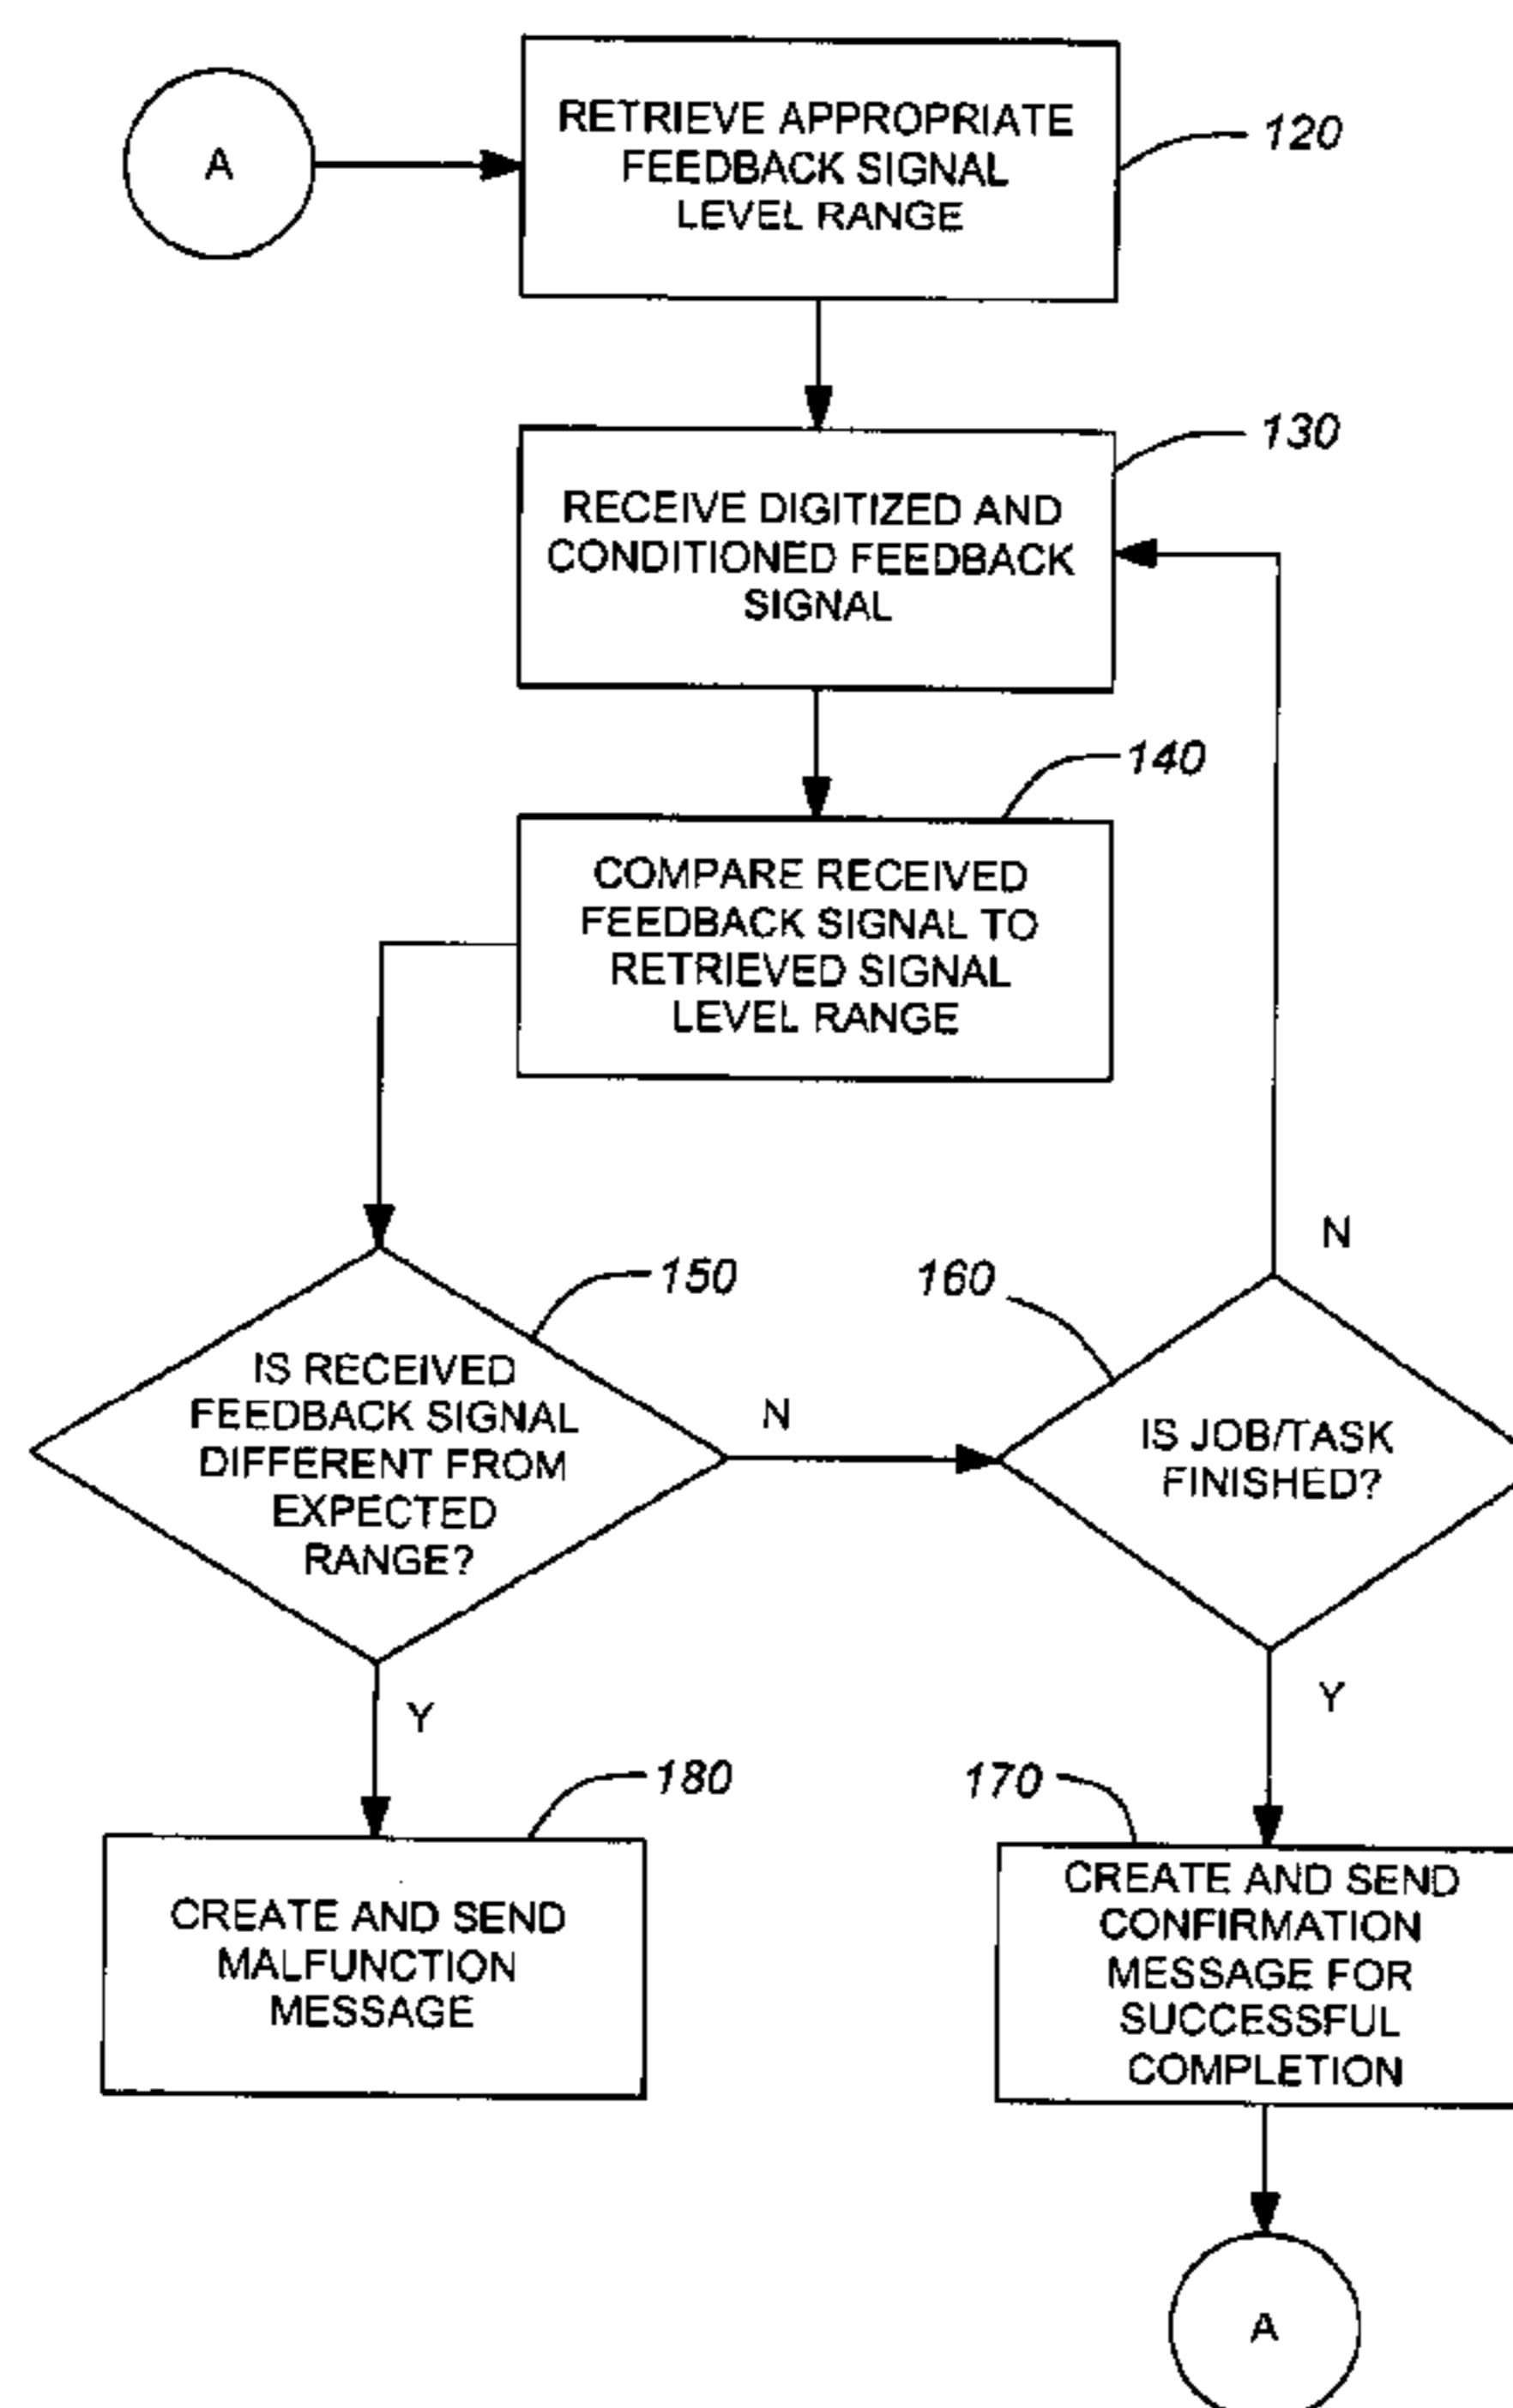 A
RETRIEVE APPROPRIATE
FEEDBACK SIGNAL
LEVEL RANGE
120
RECEIVE DIGITIZED AND
CONDITIONED FEEDBACK
SIGNAL
130
140
COMPARE RECEIVED
FEEDBACK SIGNAL TO
RETRIEVED SIGNAL
LEVEL RANGE
150
IS RECEIVED
FEEDBACK SIGNAL
DIFFERENT FROM
EXPECTED
RANGE?
N
160
N
IS JOB/TASK
FINISHED?
Y
Y
180
CREATE AND SEND
MALFUNCTION
MESSAGE
170
CREATE AND SEND
CONFIRMATION
MESSAGE FOR
SUCCESSFUL
COMPLETION
A